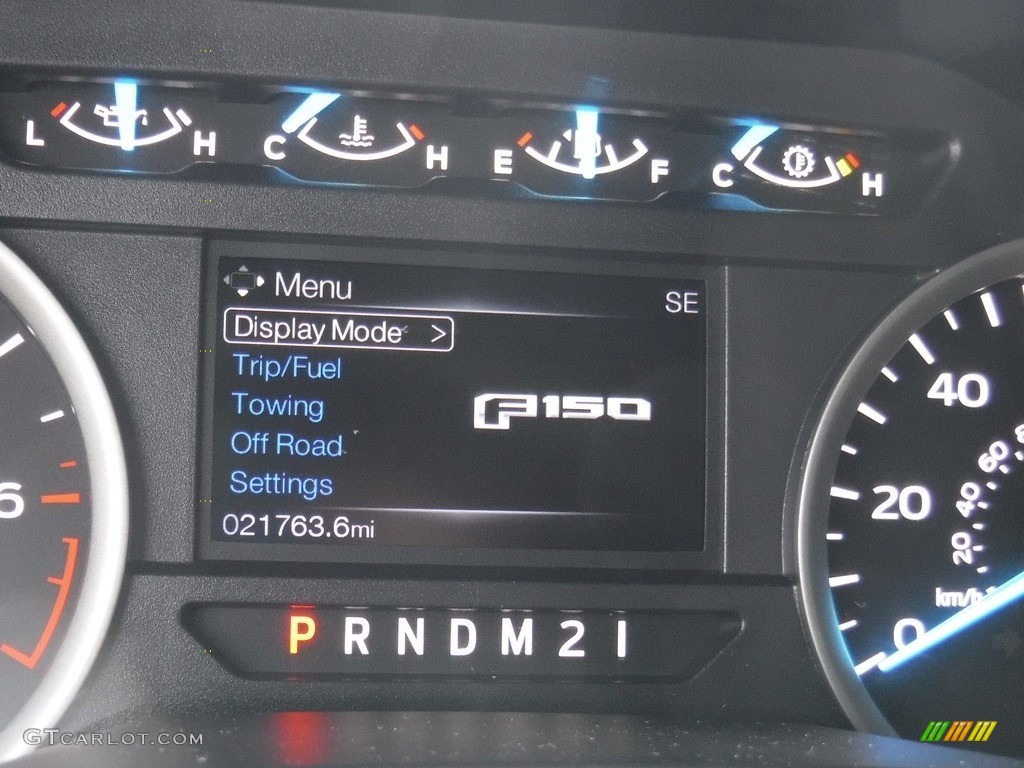 L H C H E F C H
Menu
SE
Display Mode >
Trip/Fuel
Towing
Off Road
Settings
F150
021763.6mi
P R N D M 2 1
6
40
20
0
60
40
20
km/h
GTCARLOT.COM